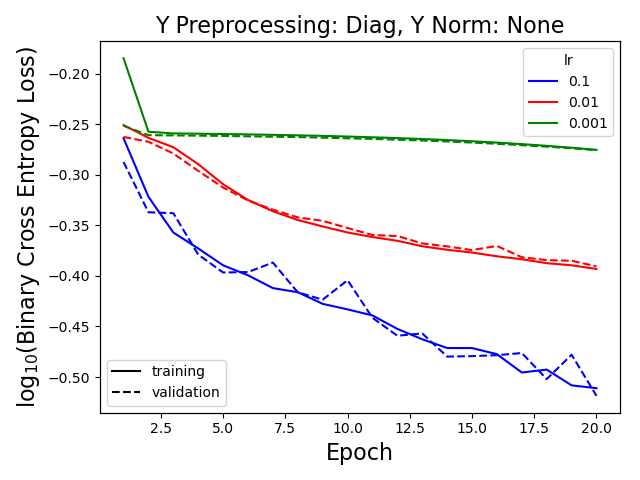 Y Preprocessing: Diag, Y Norm: None
log₁₀(Binary Cross Entropy Loss)
−0.20
−0.25
−0.30
−0.35
−0.40
−0.45
−0.50
lr
0.1
0.01
0.001
training
validation
2.5 5.0 7.5 10.0 12.5 15.0 17.5 20.0
Epoch